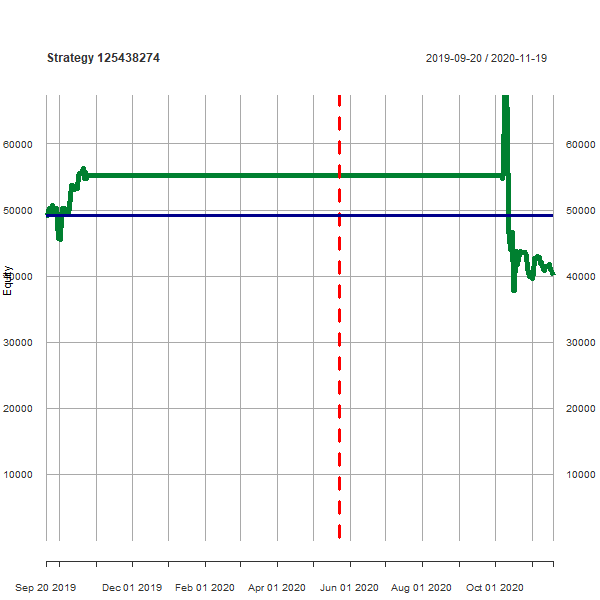 Strategy 125438274
2019-09-20 / 2020-11-19
60000
60000
50000
50000
Equity
40000
40000
30000
30000
20000
20000
10000
10000
Sep 20 2019
Dec 01 2019
Feb 01 2020
Apr 01 2020
Jun 01 2020
Aug 01 2020
Oct 01 2020